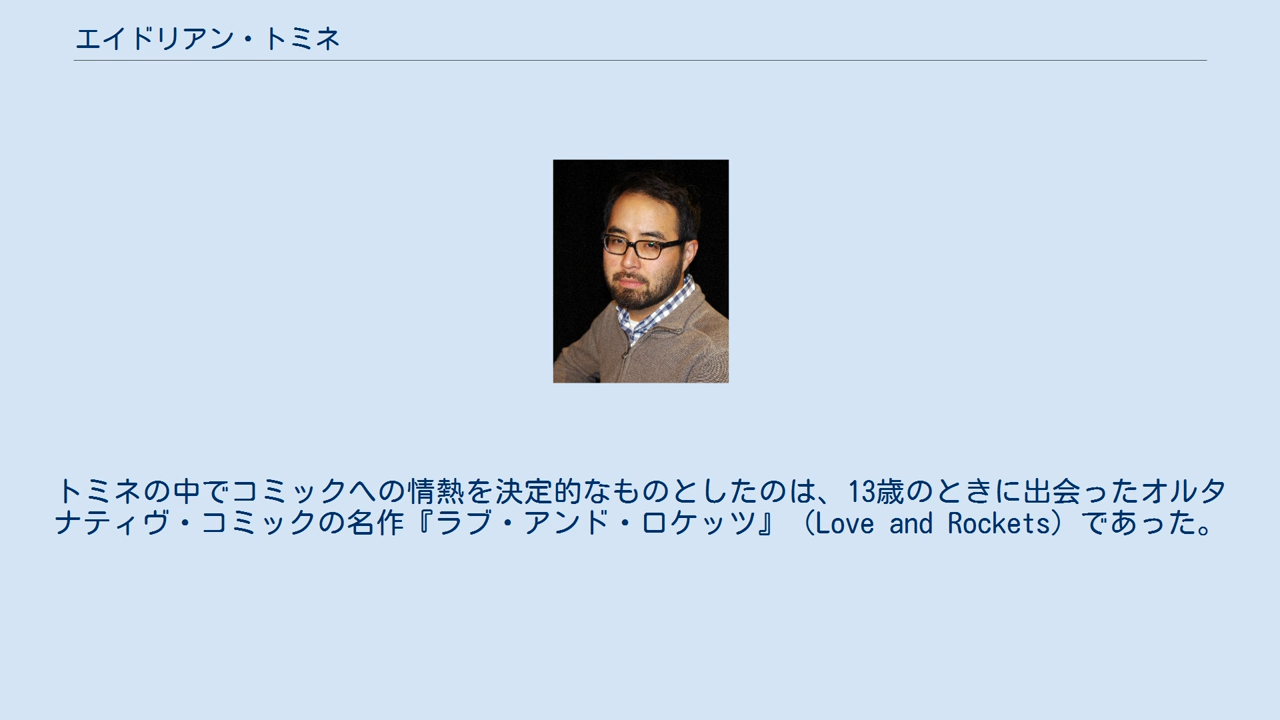 エイドリアン・トミネ
トミネの中でコミックへの情熱を決定的なものとしたのは、13歳のときに出会ったオルタ
ナティヴ・コミックの名作『ラブ・アンド・ロケッツ』（Love and Rockets）であった。